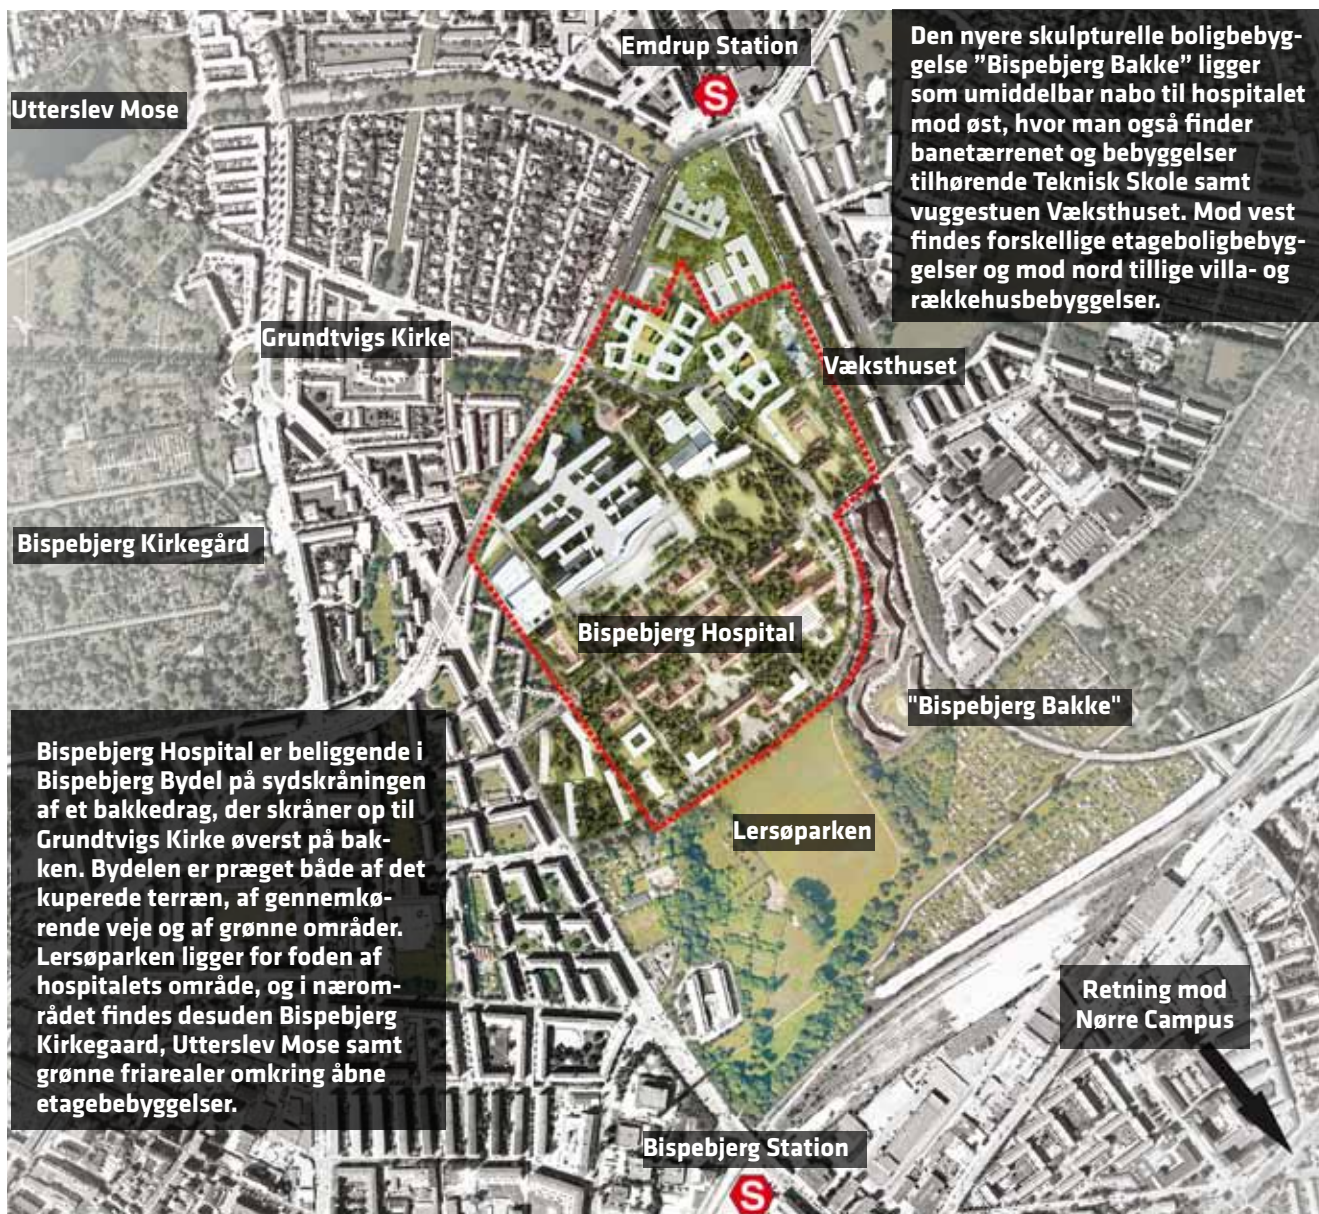 Emdrup Station
S
Den nyere skulpturelle boligbebyg-
gelse ”Bispebjerg Bakke” ligger
som umiddelbar nabo til hospitalet
mod øst, hvor man også finder
banetærrenet og bebyggelser
tilhørende Teknisk Skole samt
vuggestuen Væksthuset. Mod vest
findes forskellige etageboligbebyg-
gelser og mod nord tillige villa- og
rækkehusbebyggelser.
Utterslev Mose
Grundtvigs Kirke
Væksthuset
Bispebjerg Kirkegård
Bispebjerg Hospital
"Bispebjerg Bakke"
Bispebjerg Hospital er beliggende i
Bispebjerg Bydel på sydskråningen
af et bakkedrag, der skråner op til
Grundtvigs Kirke øverst på bak-
ken. Bydelen er præget både af det
kuperede terræn, af gennemkø-
rende veje og af grønne områder.
Lersøparken ligger for foden af
hospitalets område, og i nærom-
rådet findes desuden Bispebjerg
Kirkegaard, Utterslev Mose samt
grønne friarealer omkring åbne
etagebebyggelser.
Lersøparken
Retning mod
Nørre Campus
Bispebjerg Station
S